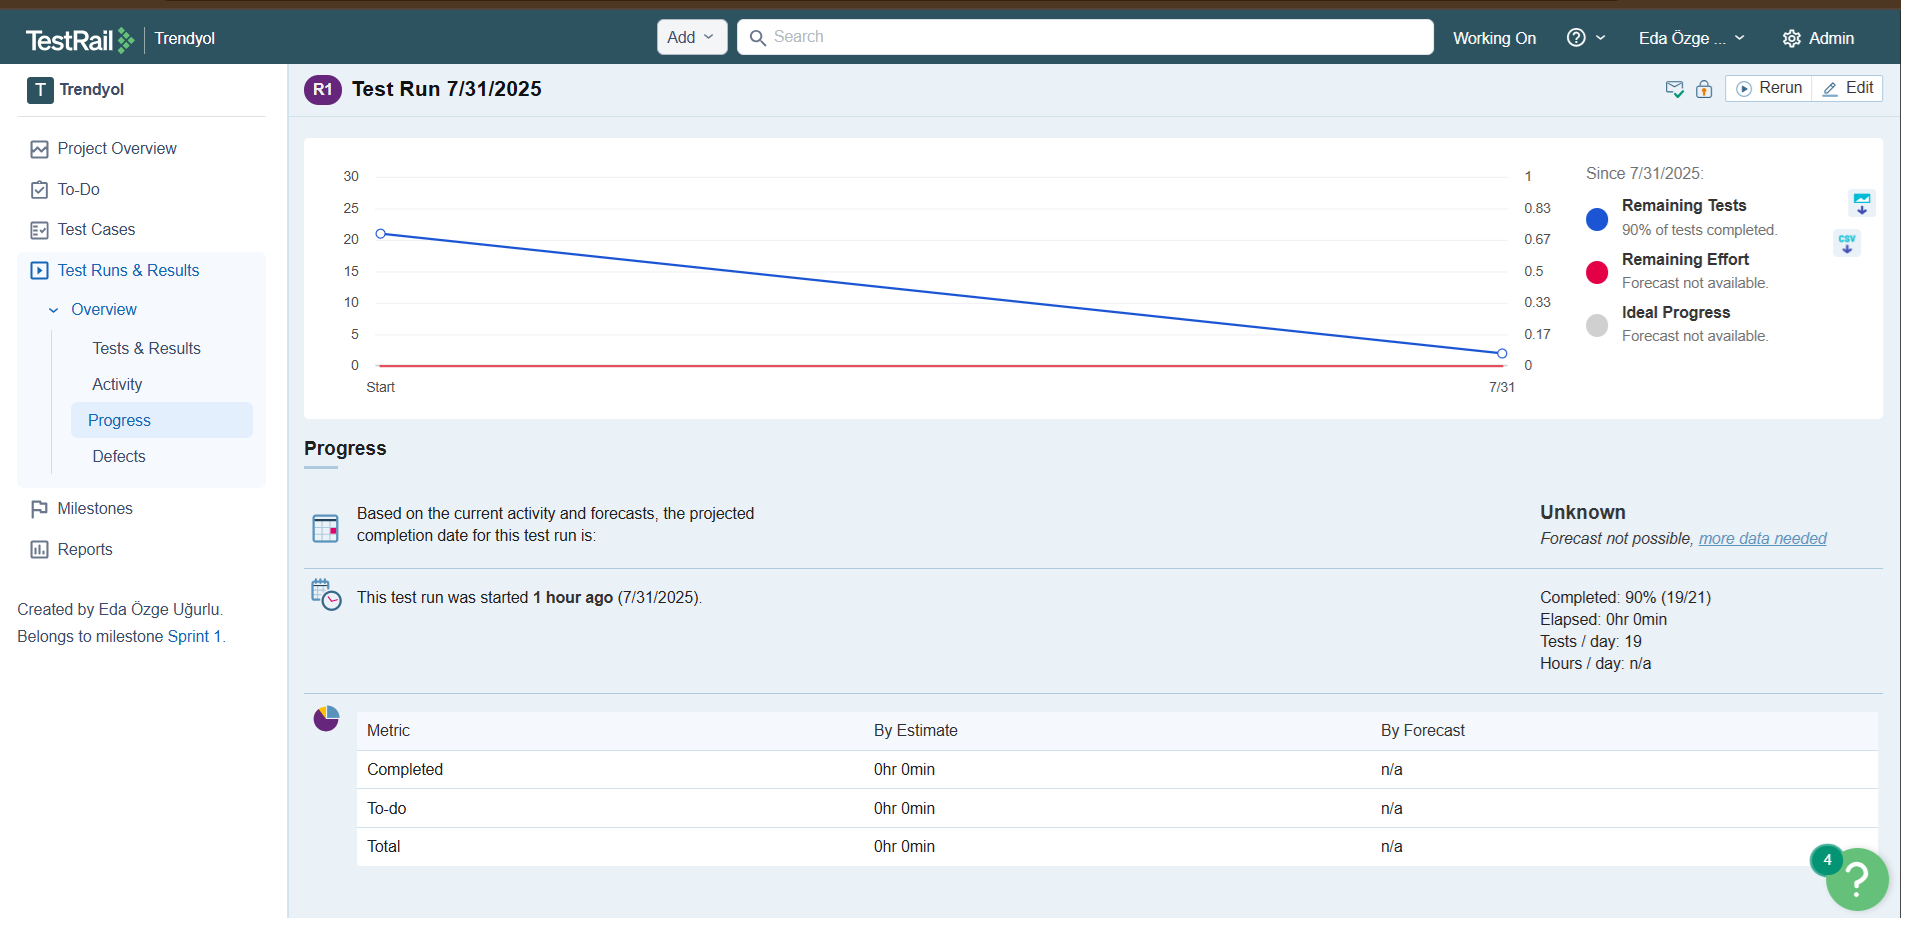 TestRail Trendyol
Add
Search
Working On
Eda Özge ...
Admin
T Trendyol
Project Overview
To-Do
Test Cases
Test Runs & Results
Overview
Tests & Results
Activity
Progress
Defects
Milestones
Reports
Created by Eda Özge Uğurlu.
Belongs to milestone Sprint 1.
R1 Test Run 7/31/2025
Rerun
Edit
30
25
20
15
10
5
0
Start
7/31
1
0.83
0.67
0.5
0.33
0.17
0
Since 7/31/2025:
Remaining Tests
90% of tests completed.
Remaining Effort
Forecast not available.
Ideal Progress
Forecast not available.
CSV
Progress
Based on the current activity and forecasts, the projected
completion date for this test run is:
Unknown
Forecast not possible, more data needed
This test run was started 1 hour ago (7/31/2025).
Completed: 90% (19/21)
Elapsed: 0hr 0min
Tests / day: 19
Hours / day: n/a
Metric By Estimate By Forecast
Completed 0hr 0min n/a
To-do 0hr 0min n/a
Total 0hr 0min n/a
4
?